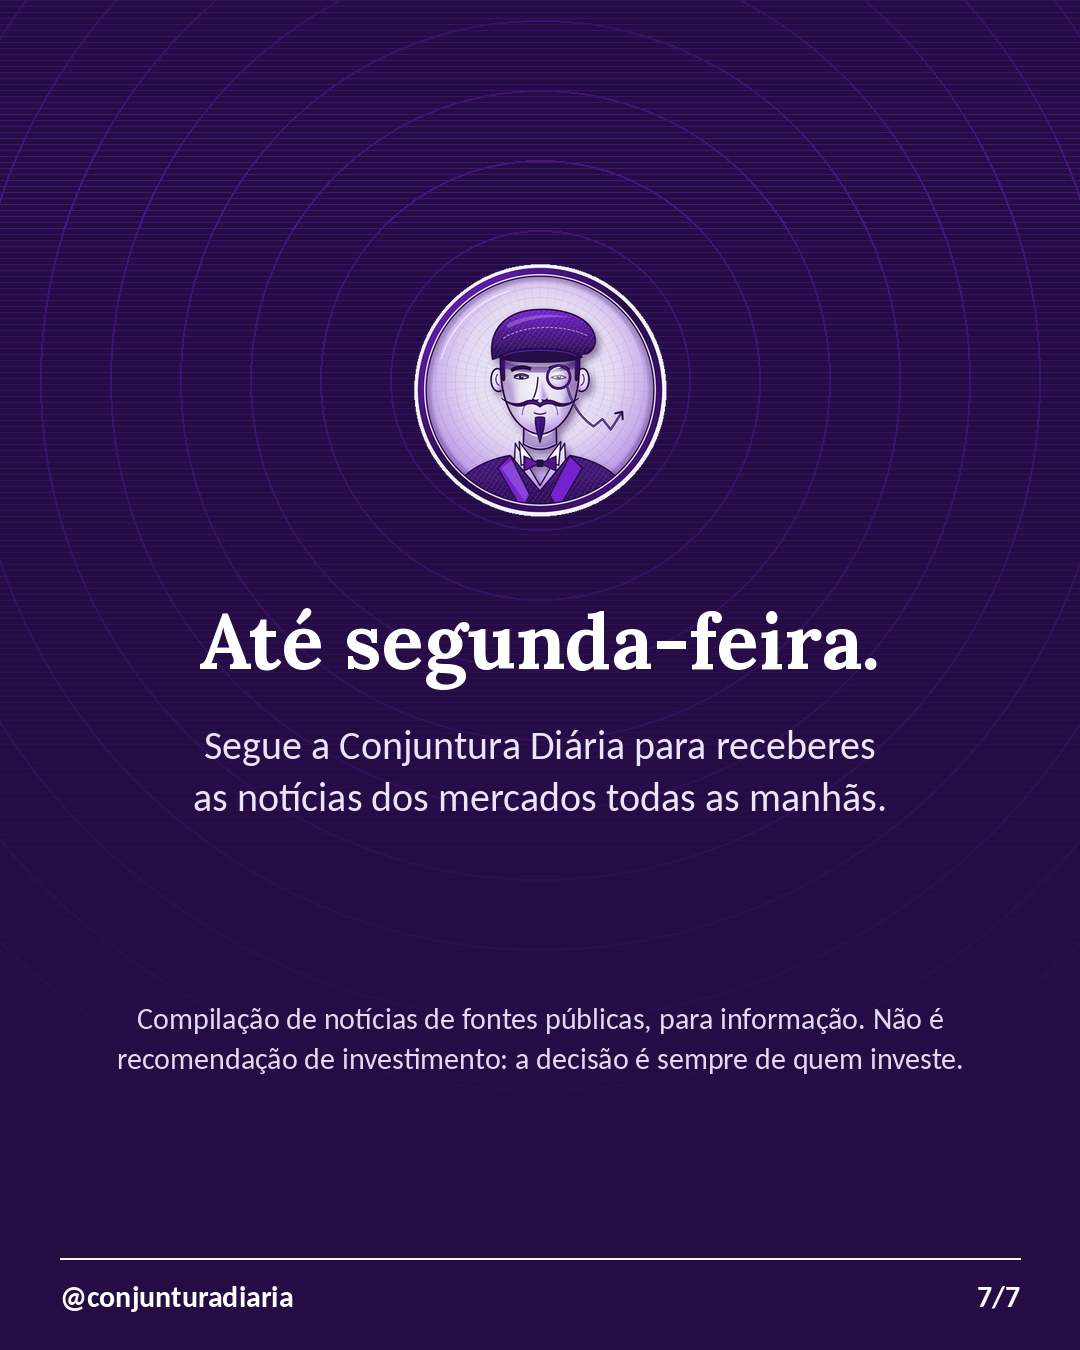 Até segunda-feira.
Segue a Conjuntura Diária para receberes
as notícias dos mercados todas as manhãs.
Compilação de notícias de fontes públicas, para informação. Não é
recomendação de investimento: a decisão é sempre de quem investe.
@conjunturadiaria
7/7